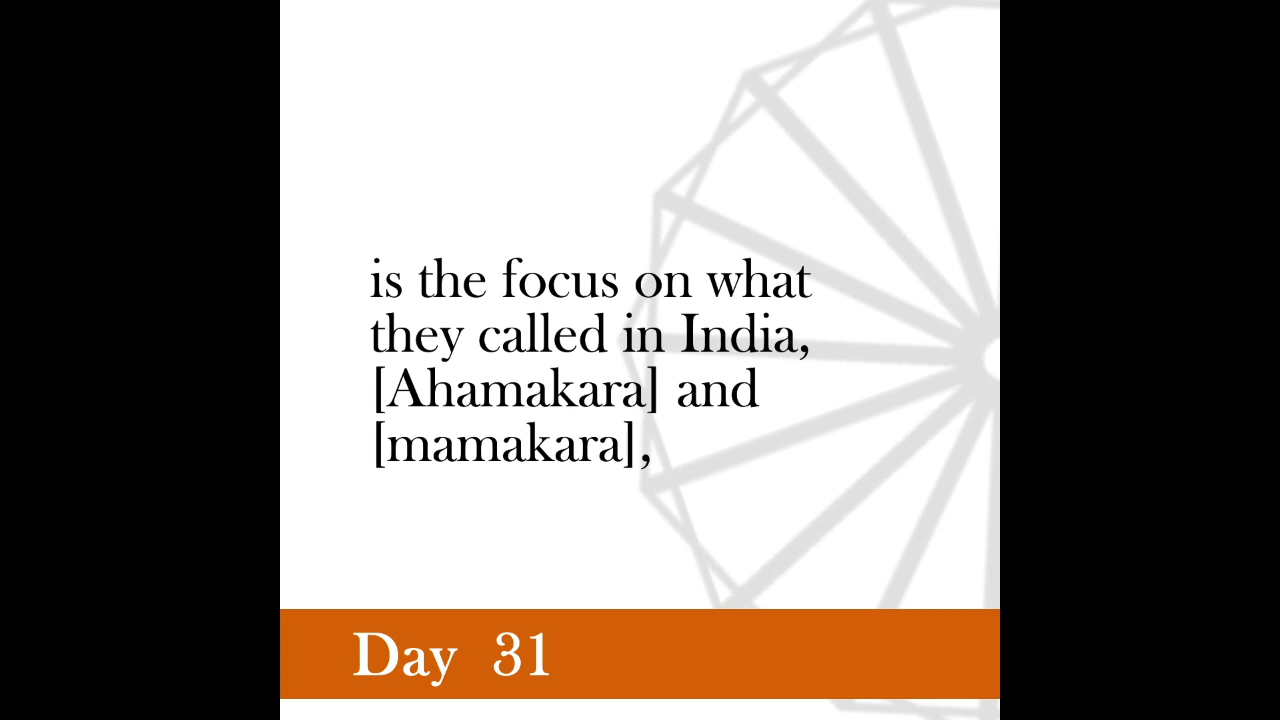 is the focus on what
they called in India,
[Ahamakara] and
[mamakara],
Day 31